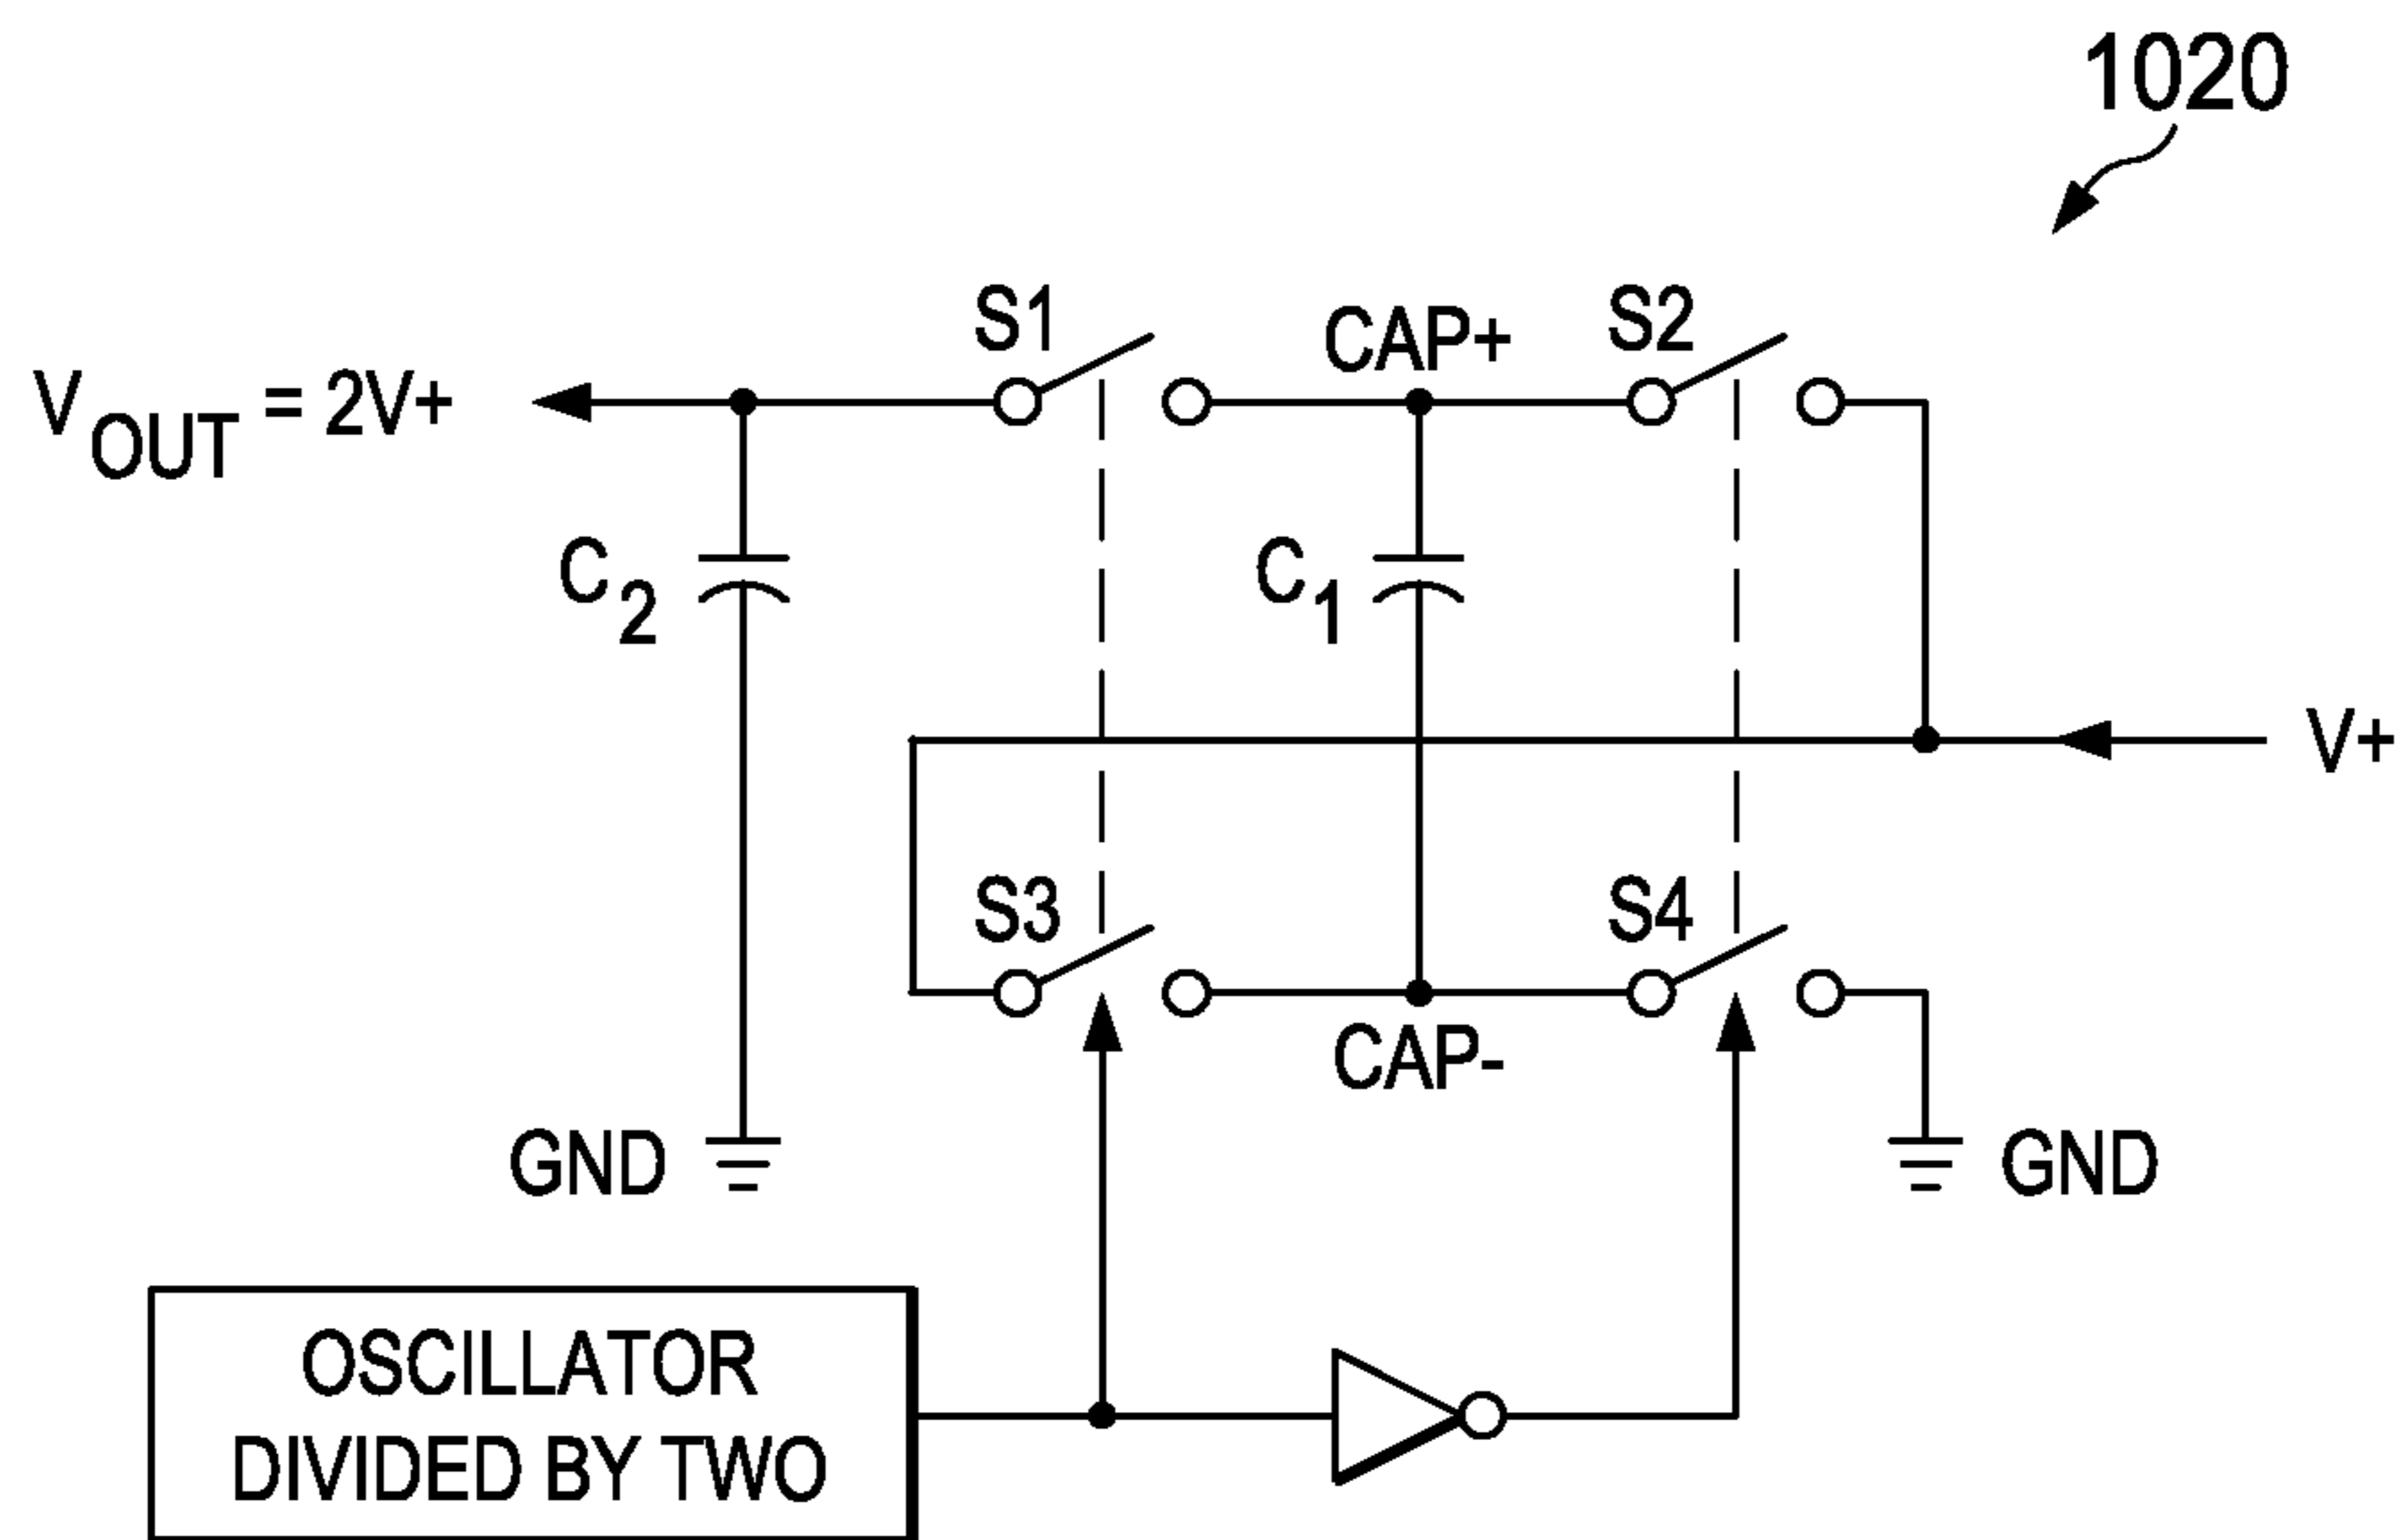 1020
S1
CAP+
S2
VOUT = 2V+
C2
C1
V+
S3
S4
CAP-
GND
GND
OSCILLATOR
DIVIDED BY TWO